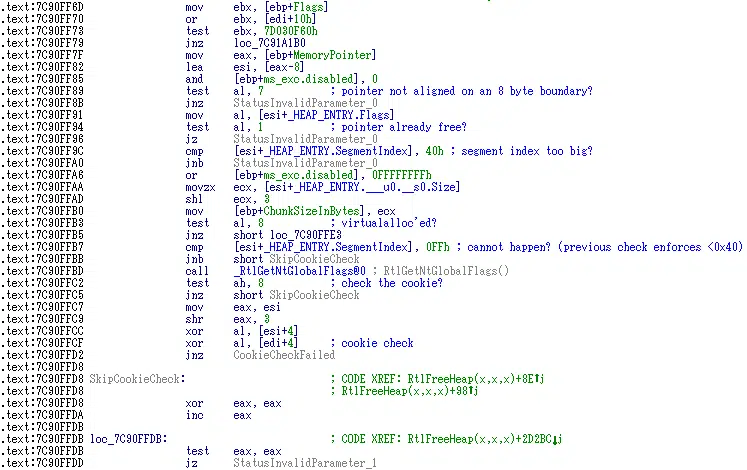 .text:7C90FF6D mov ebx, [ebp+Flags]
.text:7C90FF70 or ebx, [edi+10h]
.text:7C90FF73 test ebx, 7D030F60h
.text:7C90FF79 jnz loc_7C91A1B0
.text:7C90FF7F mov eax, [ebp+MemoryPointer]
.text:7C90FF82 lea esi, [eax-8]
.text:7C90FF85 and [ebp+ms_exc.disabled], 0
.text:7C90FF89 test al, 7 ; pointer not aligned on an 8 byte boundary?
.text:7C90FF8B jnz StatusInvalidParameter_0
.text:7C90FF91 mov al, [esi+_HEAP_ENTRY.Flags]
.text:7C90FF94 test al, 1 ; pointer already free?
.text:7C90FF96 jz StatusInvalidParameter_0
.text:7C90FF9C cmp [esi+_HEAP_ENTRY.SegmentIndex], 40h ; segment index too big?
.text:7C90FFA0 jnb StatusInvalidParameter_0
.text:7C90FFA6 or [ebp+ms_exc.disabled], 0FFFFFFFFh
.text:7C90FFAA movzx ecx, [esi+_HEAP_ENTRY.___u0.__s0.Size]
.text:7C90FFAD shl ecx, 3
.text:7C90FFB0 mov [ebp+ChunkSizeInBytes], ecx
.text:7C90FFB3 test al, 8 ; virtualalloc'ed?
.text:7C90FFB5 jnz short loc_7C90FFE3
.text:7C90FFB7 cmp [esi+_HEAP_ENTRY.SegmentIndex], 0FFh ; cannot happen? (previous check enforces <0x40)
.text:7C90FFBB jnb short SkipCookieCheck
.text:7C90FFBD call _RtlGetNtGlobalFlags@0 ; RtlGetNtGlobalFlags()
.text:7C90FFC2 test ah, 8 ; check the cookie?
.text:7C90FFC5 jnz short SkipCookieCheck
.text:7C90FFC7 mov eax, esi
.text:7C90FFC9 shr eax, 3
.text:7C90FFCC xor al, [esi+4]
.text:7C90FFCF xor al, [edi+4] ; cookie check
.text:7C90FFD2 jnz CookieCheckFailed
.text:7C90FFD8
.text:7C90FFD8 SkipCookieCheck: ; CODE XREF: RtlFreeHeap(x,x,x)+8E↑j
.text:7C90FFD8 ; RtlFreeHeap(x,x,x)+98↑j
.text:7C90FFD8 xor eax, eax
.text:7C90FFDA inc eax
.text:7C90FFDB
.text:7C90FFDB loc_7C90FFDB: ; CODE XREF: RtlFreeHeap(x,x,x)+2D2BC↓j
.text:7C90FFDB test eax, eax
.text:7C90FFDD jz StatusInvalidParameter_1